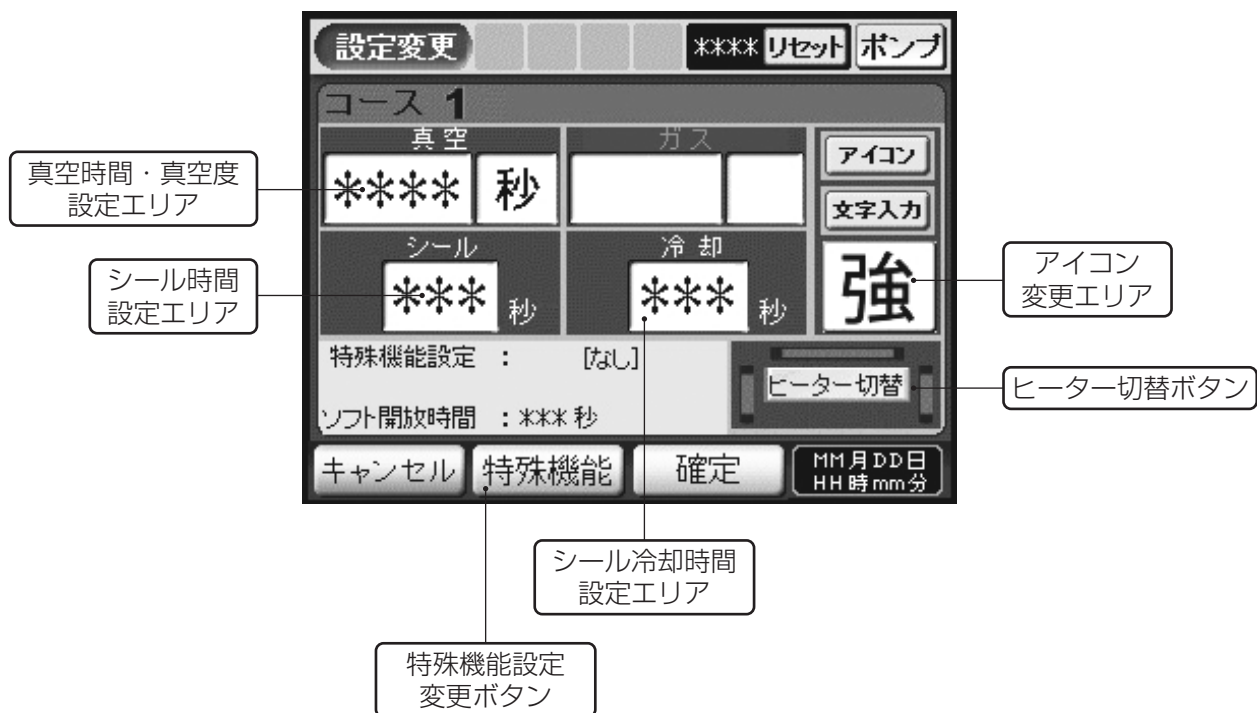 設定変更 **** リセット ポンプ
コース 1
真空 ガス
**** 秒
アイコン
文字入力
シール 冷却
*** 秒 *** 秒
強
特殊機能設定 : [なし]
ヒーター切替
ソフト開放時間 : *** 秒
キャンセル 特殊機能 確定
MM月DD日
HH時mm分
真空時間・真空度
設定エリア
シール時間
設定エリア
アイコン
変更エリア
ヒーター切替ボタン
シール冷却時間
設定エリア
特殊機能設定
変更ボタン